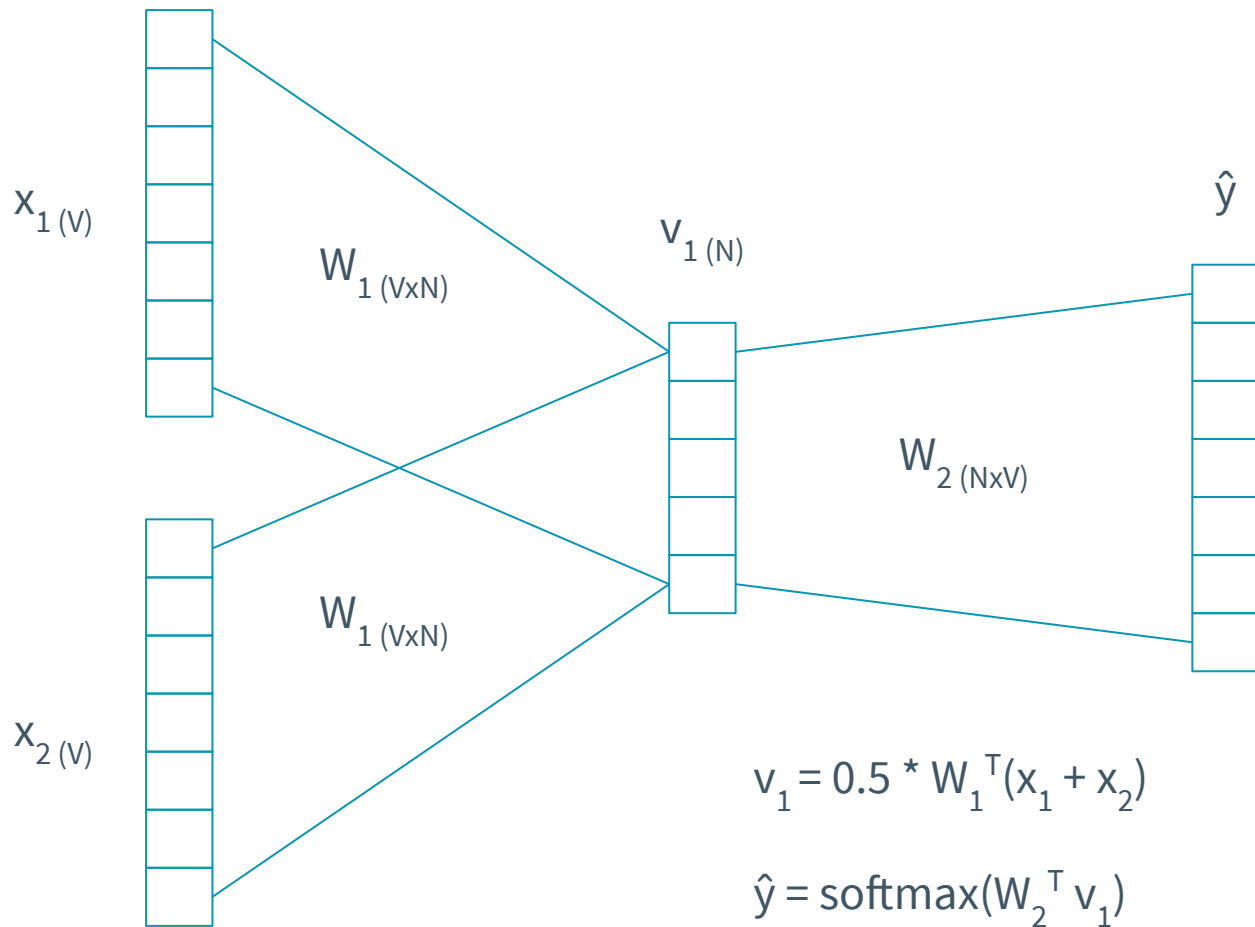 x1 (V)
W1 (VxN)
v1 (N)
ŷ
W2 (NxV)
W1 (VxN)
x2 (V)
v1 = 0.5 * W1T(x1 + x2)
ŷ = softmax(W2T v1)